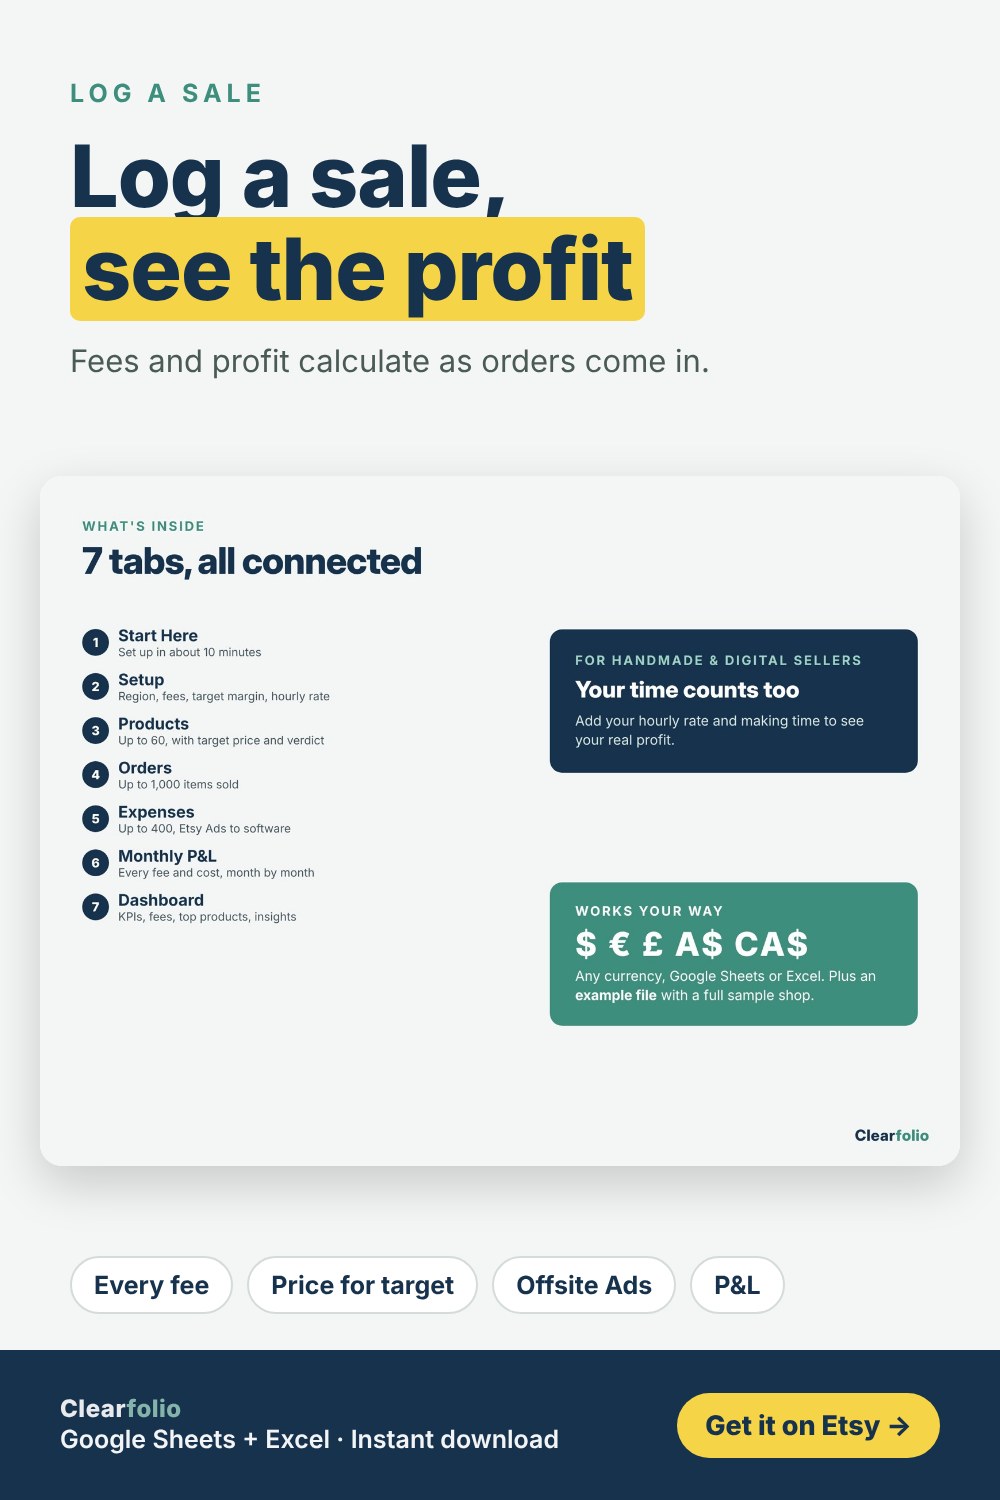 LOG A SALE
Log a sale,
see the profit
Fees and profit calculate as orders come in.
WHAT'S INSIDE
7 tabs, all connected
1 Start Here
Set up in about 10 minutes
2 Setup
Region, fees, target margin, hourly rate
3 Products
Up to 60, with target price and verdict
4 Orders
Up to 1,000 items sold
5 Expenses
Up to 400, Etsy Ads to software
6 Monthly P&L
Every fee and cost, month by month
7 Dashboard
KPIs, fees, top products, insights
FOR HANDMADE & DIGITAL SELLERS
Your time counts too
Add your hourly rate and making time to see
your real profit.
WORKS YOUR WAY
$ € £ A$ CA$
Any currency, Google Sheets or Excel. Plus an
example file with a full sample shop.
Clearfolio
Every fee
Price for target
Offsite Ads
P&L
Clearfolio
Google Sheets + Excel · Instant download
Get it on Etsy →